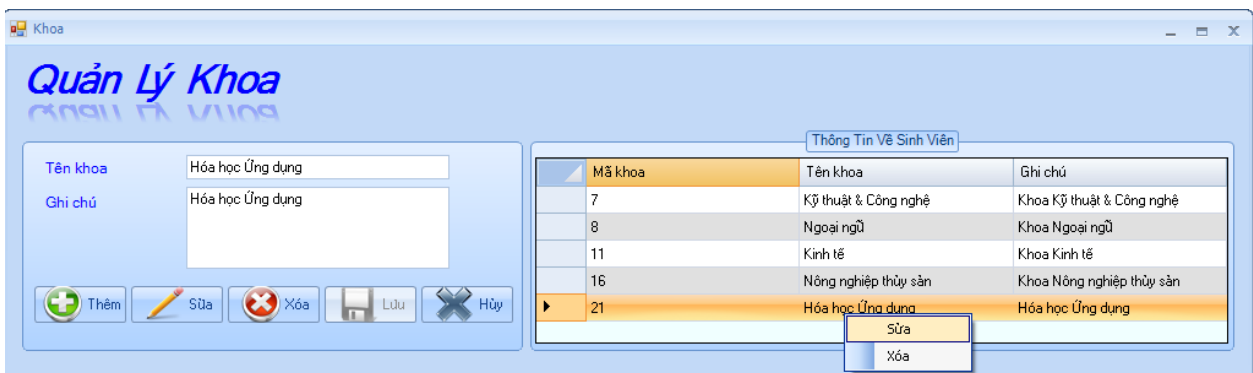 Khoa
Quản Lý Khoa
Tên khoa Hóa học Ứng dụng
Ghi chú Hóa học Ứng dụng
Thêm Sửa Xóa Lưu Hủy
Thông Tin Về Sinh Viên
Mã khoa Tên khoa Ghi chú
7 Kỹ thuật & Công nghệ Khoa Kỹ thuật & Công nghệ
8 Ngoại ngữ Khoa Ngoại ngữ
11 Kinh tế Khoa Kinh tế
16 Nông nghiệp thủy sản Khoa Nông nghiệp thủy sản
21 Hóa học Ứng dụng Hóa học Ứng dụng
Sửa
Xóa